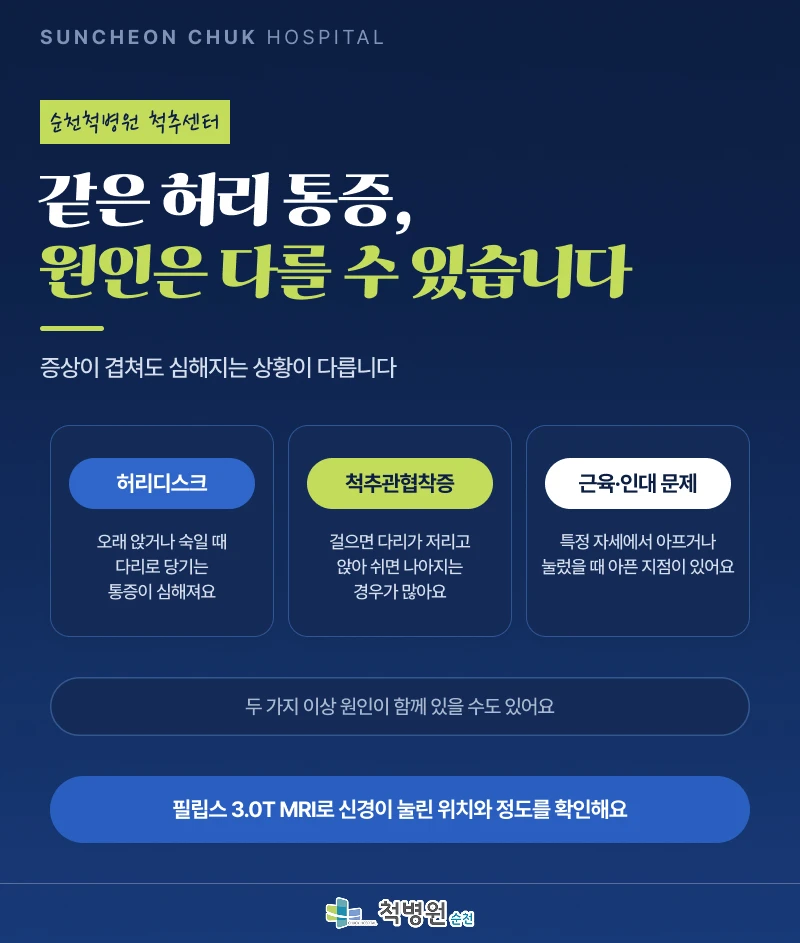 SUNCHEON CHUK HOSPITAL
순천척병원 척추센터
같은 허리 통증,
원인은 다를 수 있습니다
증상이 겹쳐도 심해지는 상황이 다릅니다
허리디스크
오래 앉거나 숙일 때
다리로 당기는
통증이 심해져요
척추관협착증
걸으면 다리가 저리고
앉아 쉬면 나아지는
경우가 많아요
근육·인대 문제
특정 자세에서 아프거나
눌렀을 때 아픈 지점이 있어요
두 가지 이상 원인이 함께 있을 수도 있어요
필립스 3.0T MRI로 신경이 눌린 위치와 정도를 확인해요
척병원 순천